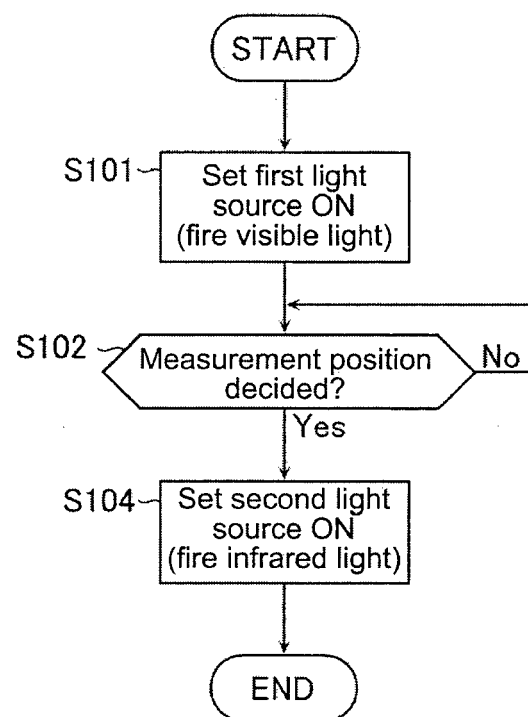 START
S101
Set first light
source ON
(fire visible light)
S102
Measurement position
decided?
No
Yes
S104
Set second light
source ON
(fire infrared light)
END